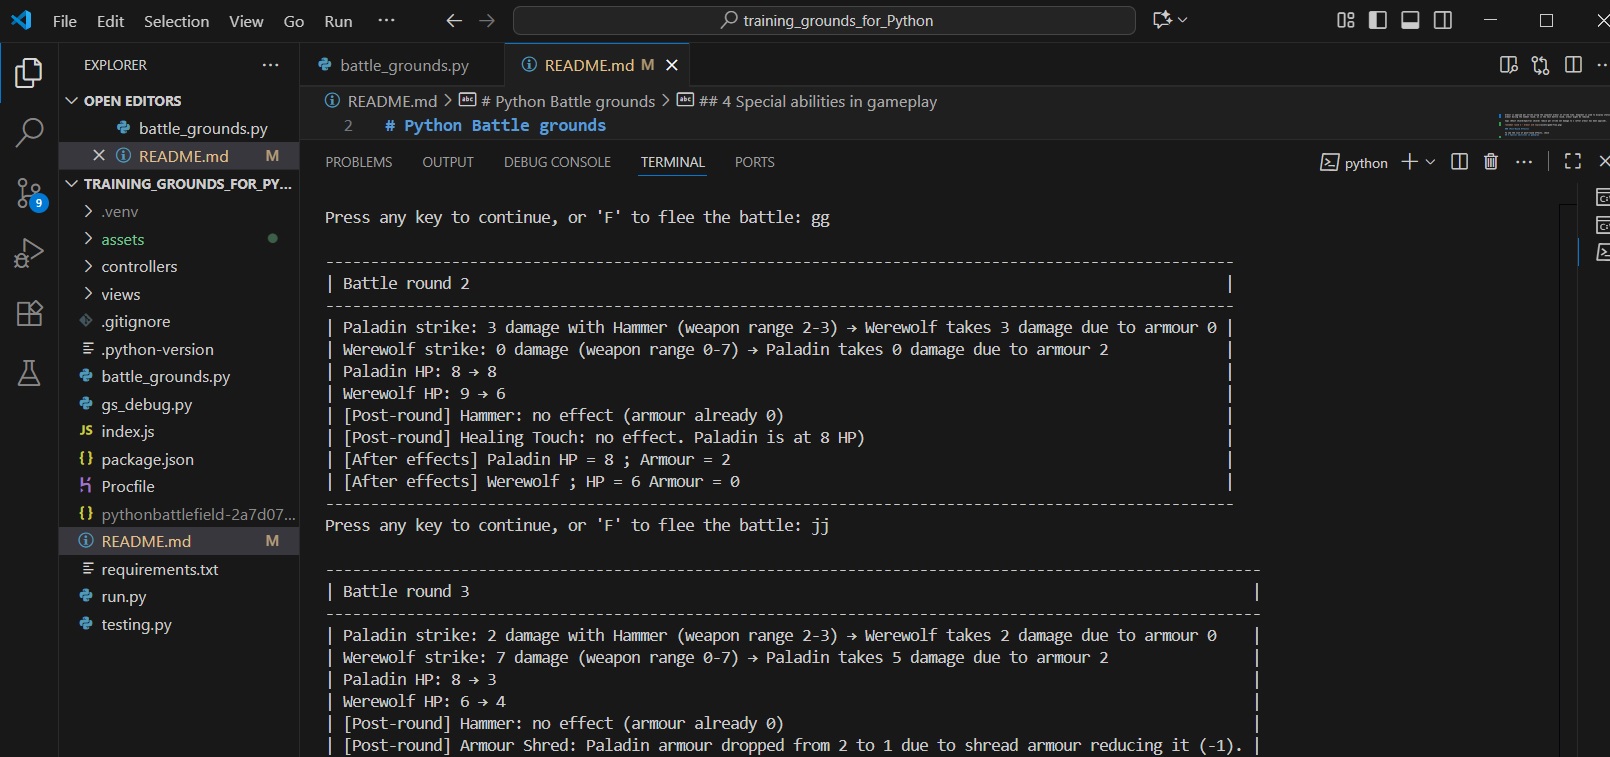 File Edit Selection View Go Run ··· training_grounds_for_Python
EXPLORER ···
OPEN EDITORS
battle_grounds.py
README.md M
9
TRAINING_GROUNDS_FOR_PY...
.venv
assets
controllers
views
.gitignore
.python-version
battle_grounds.py
gs_debug.py
JS index.js
{} package.json
Procfile
{} pythonbattlefield-2a7d07...
README.md M
requirements.txt
run.py
testing.py
battle_grounds.py README.md M
README.md > # Python Battle grounds > ## 4 Special abilities in gameplay
2 # Python Battle grounds
PROBLEMS OUTPUT DEBUG CONSOLE TERMINAL PORTS python
Press any key to continue, or 'F' to flee the battle: gg
-----------------------------------------------------------------------------------------------------
| Battle round 2 |
-----------------------------------------------------------------------------------------------------
| Paladin strike: 3 damage with Hammer (weapon range 2-3) → Werewolf takes 3 damage due to armour 0 |
| Werewolf strike: 0 damage (weapon range 0-7) → Paladin takes 0 damage due to armour 2 |
| Paladin HP: 8 → 8 |
| Werewolf HP: 9 → 6 |
| [Post-round] Hammer: no effect (armour already 0) |
| [Post-round] Healing Touch: no effect. Paladin is at 8 HP) |
| [After effects] Paladin HP = 8 ; Armour = 2 |
| [After effects] Werewolf ; HP = 6 Armour = 0 |
-----------------------------------------------------------------------------------------------------
Press any key to continue, or 'F' to flee the battle: jj
--------------------------------------------------------------------------------------------------------
| Battle round 3 |
--------------------------------------------------------------------------------------------------------
| Paladin strike: 2 damage with Hammer (weapon range 2-3) → Werewolf takes 2 damage due to armour 0 |
| Werewolf strike: 7 damage (weapon range 0-7) → Paladin takes 5 damage due to armour 2 |
| Paladin HP: 8 → 3 |
| Werewolf HP: 6 → 4 |
| [Post-round] Hammer: no effect (armour already 0) |
| [Post-round] Armour Shred: Paladin armour dropped from 2 to 1 due to shread armour reducing it (-1). |